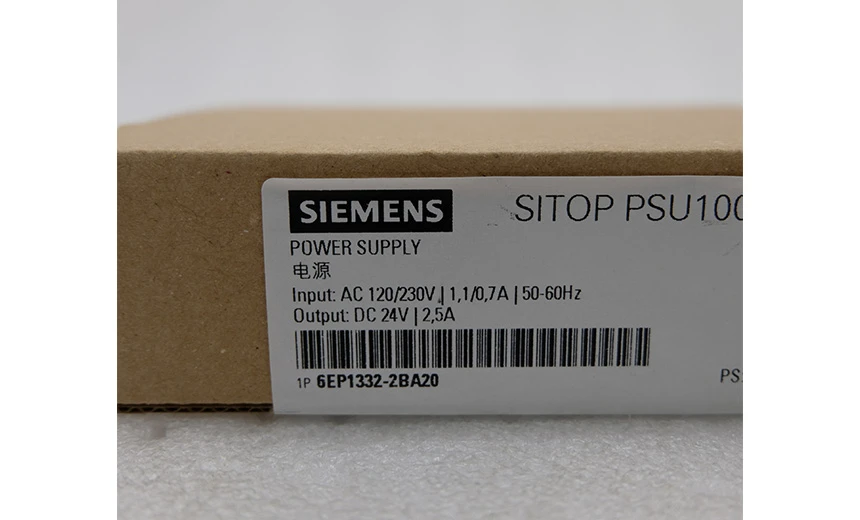 SIEMENS SITOP PSU100
POWER SUPPLY
电源
Input: AC 120/230V | 1,1/0,7A | 50-60Hz
Output: DC 24V | 2,5A
1P 6EP1332-2BA20
PS